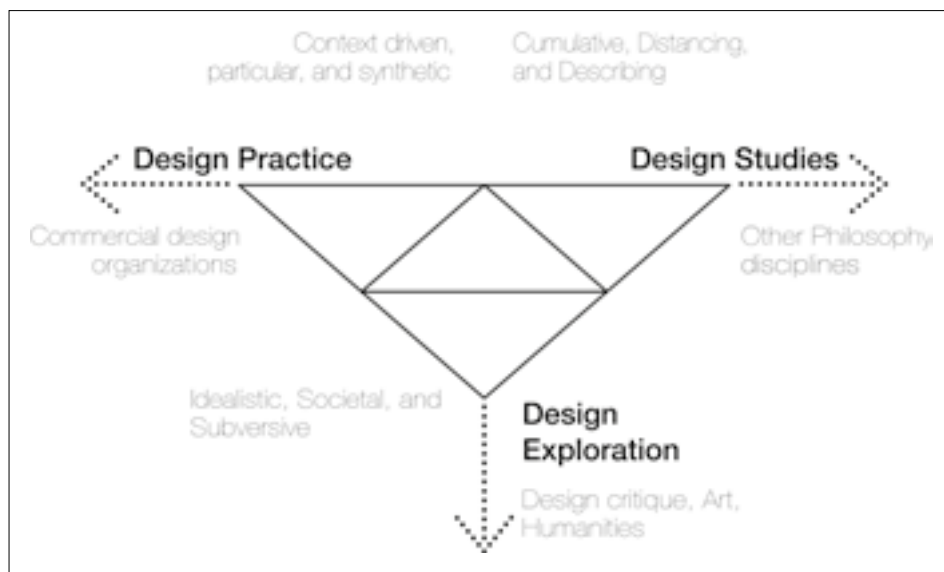 Context driven,
particular, and synthetic
Cumulative, Distancing,
and Describing
Design Practice
Design Studies
Commercial design
organizations
Other Philosophy,
disciplines
Idealistic, Societal, and
Subversive
Design
Exploration
Design critique, Art,
Humanities